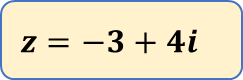 z = −3 + 4i